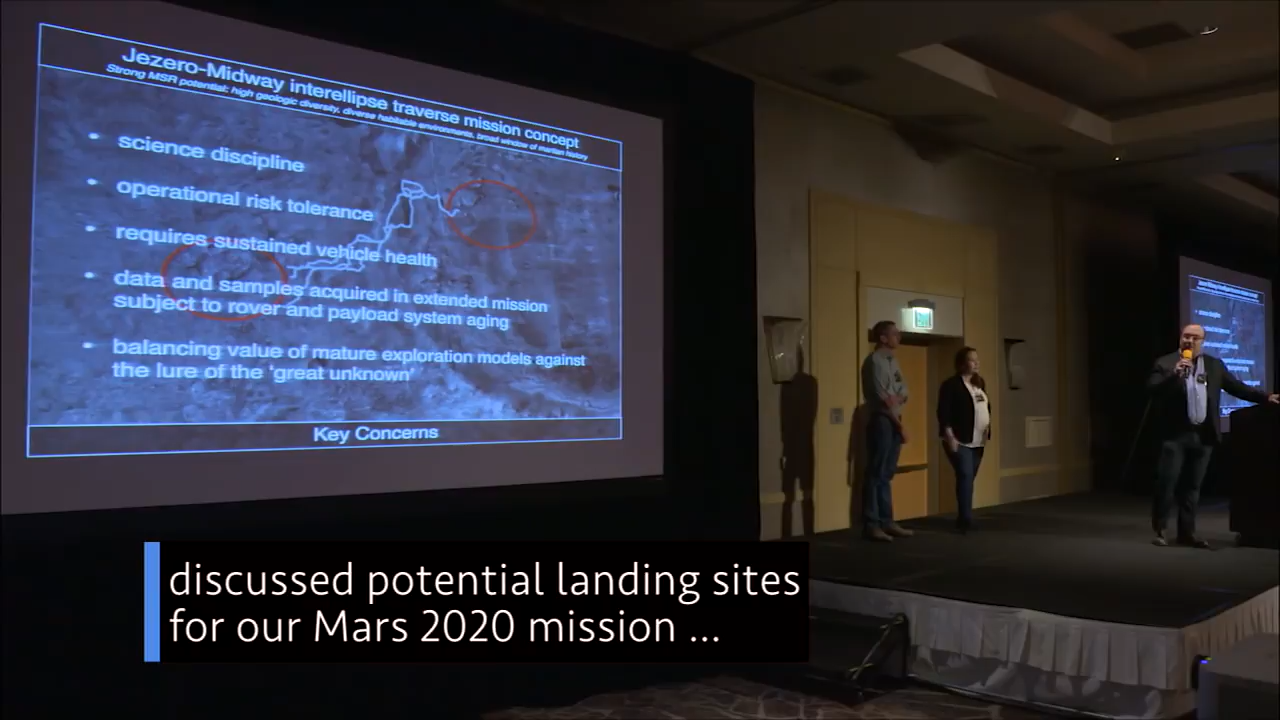 Jezero-Midway interellipse traverse mission concept
Strong MSR potential; high geologic diversity, diverse habitable environments, broad window of martian history
• science discipline
• operational risk tolerance
• requires sustained vehicle health
• data and samples acquired in extended mission
subject to rover and payload system aging
• balancing value of mature exploration models against
the lure of the 'great unknown'
Key Concerns
discussed potential landing sites
for our Mars 2020 mission ...